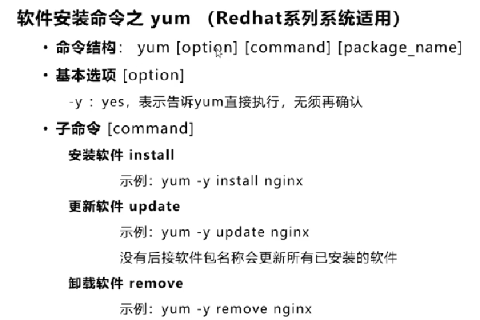 软件安装命令之 yum （Redhat系列系统适用）
• 命令结构： yum [option] [command] [package_name]
• 基本选项 [option]
-y ：yes，表示告诉yum直接执行，无须再确认
• 子命令 [command]
安装软件 install
示例：yum -y install nginx
更新软件 update
示例：yum -y update nginx
没有后接软件包名称会更新所有已安装的软件
卸载软件 remove
示例：yum -y remove nginx